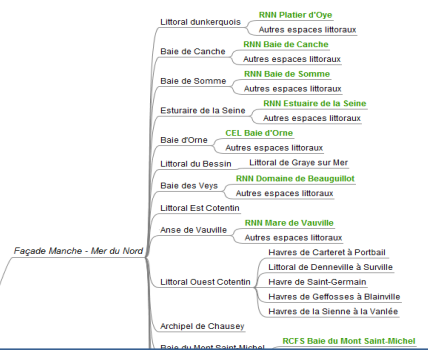 Littoral dunkerquois
RNN Platier d'Oye
Autres espaces littoraux
Baie de Canche
RNN Baie de Canche
Autres espaces littoraux
Baie de Somme
RNN Baie de Somme
Autres espaces littoraux
Esturaire de la Seine
RNN Estuaire de la Seine
Autres espaces littoraux
Baie d'Orne
CEL Baie d'Orne
Autres espaces littoraux
Littoral du Bessin
Littoral de Graye sur Mer
Baie des Veys
RNN Domaine de Beauguillot
Autres espaces littoraux
Littoral Est Cotentin
Anse de Vauville
RNN Mare de Vauville
Autres espaces littoraux
Façade Manche - Mer du Nord
Littoral Ouest Cotentin
Havres de Carteret à Portbail
Littoral de Denneville à Surville
Havre de Saint-Germain
Havres de Geffosses à Blainville
Havres de la Sienne à la Vanlée
Archipel de Chausey
Baie du Mont Saint-Michel
RCFS Baie du Mont Saint-Michel